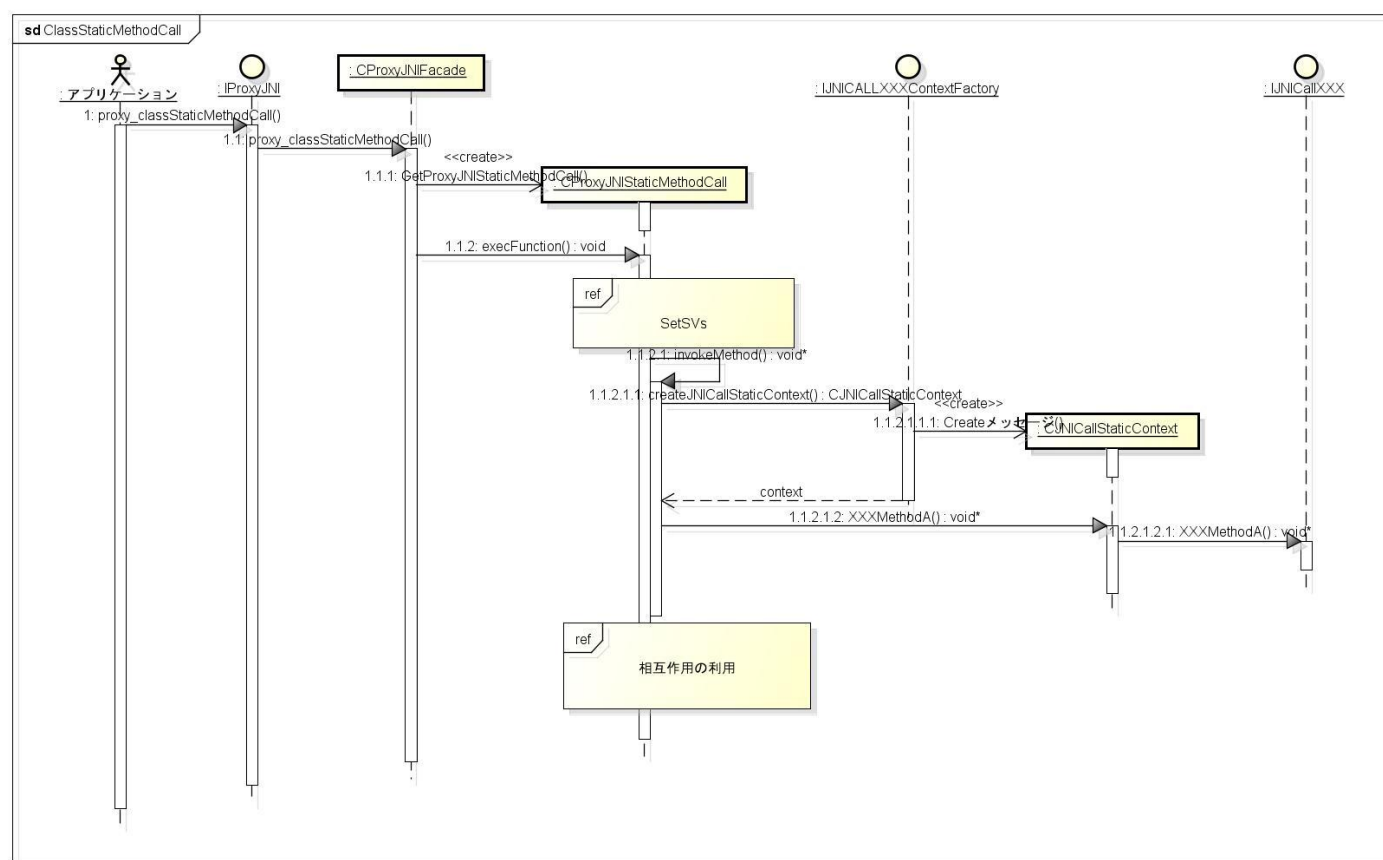 sd ClassStaticMethodCall
: アプリケーション
: IProxyJNI
: CProxyJNIFacade
: IJNICALLXXXContextFactory
: IJNICallXXX
1: proxy_classStaticMethodCall()
1.1: proxy_classStaticMethodCall()
<<create>>
1.1.1: GetProxyJNIStaticMethodCall()
: CProxyJNIStaticMethodCall
1.1.2: execFunction() : void
ref
SetSVs
1.1.2.1: invokeMethod() : void*
1.1.2.1.1: createJNICallStaticContext() : CJNICallStaticContext
<<create>>
1.1.2.1.1.1: Createメッセージ()
: CJNICallStaticContext
context
1.1.2.1.2: XXXMethodA() : void*
1.1.2.1.2.1: XXXMethodA() : void*
ref
相互作用の利用